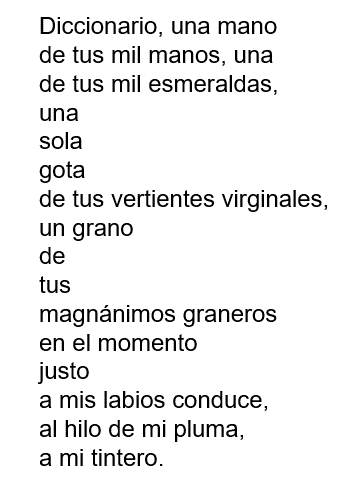 Diccionario, una mano
de tus mil manos, una
de tus mil esmeraldas,
una
sola
gota
de tus vertientes virginales,
un grano
de
tus
magnánimos graneros
en el momento
justo
a mis labios conduce,
al hilo de mi pluma,
a mi tintero.